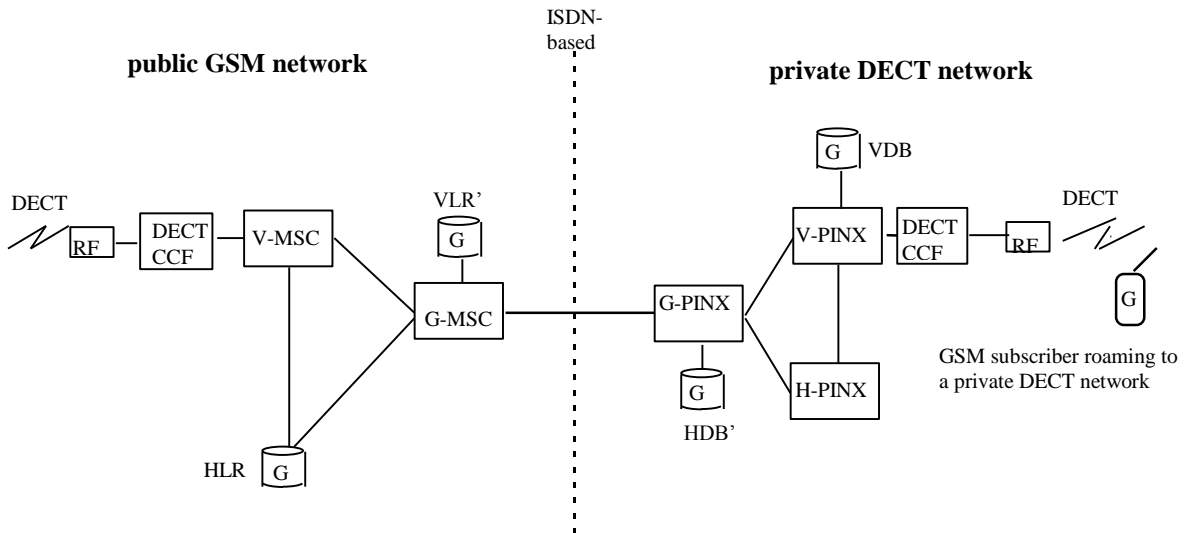 ISDN-
based
public GSM network
private DECT network
G
VDB
DECT
VLR’
DECT
RF
DECT
CCF
V-MSC
G
V-PINX
DECT
CCF
RF
G-MSC
G-PINX
G
GSM subscriber roaming to
a private DECT network
H-PINX
G
HDB’
HLR
G